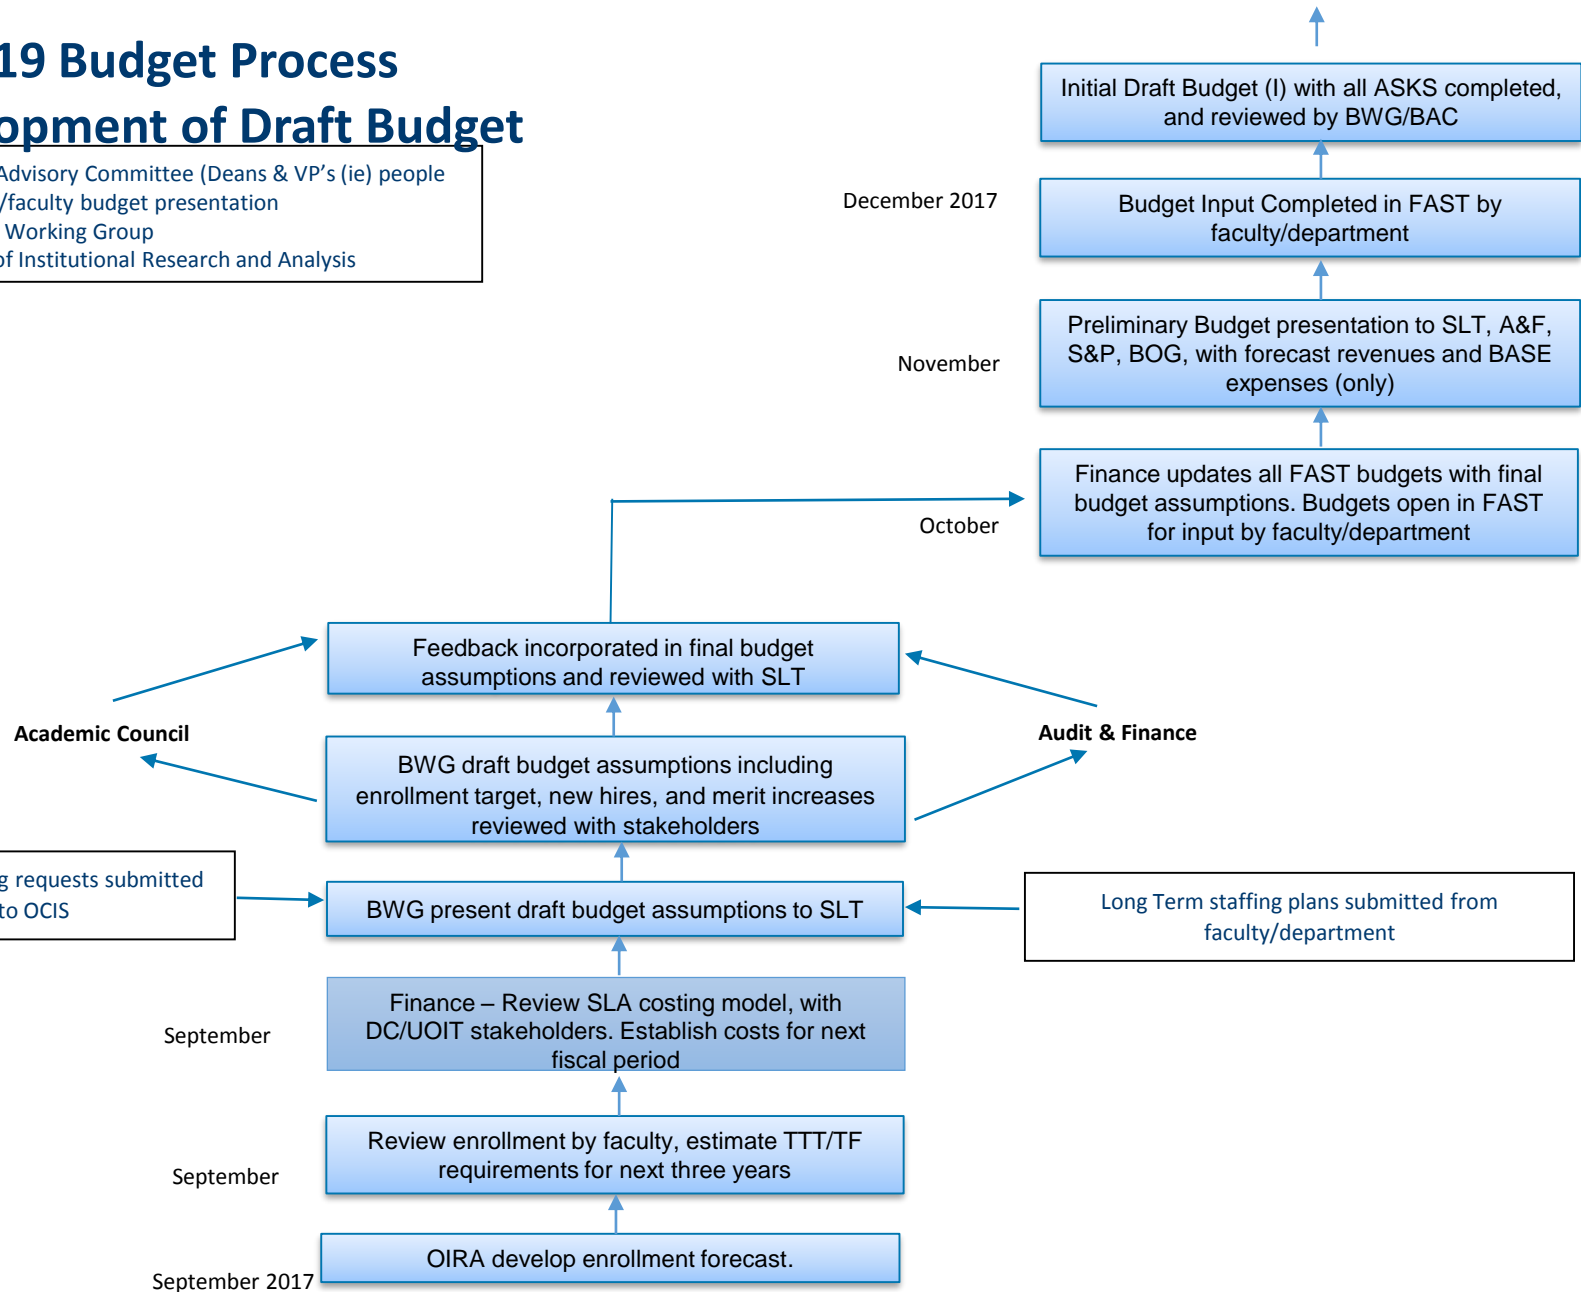 19 Budget Process
opment of Draft Budget
Advisory Committee (Deans & VP's (ie) people
/faculty budget presentation
Working Group
of Institutional Research and Analysis
Initial Draft Budget (I) with all ASKS completed,
and reviewed by BWG/BAC
December 2017
Budget Input Completed in FAST by
faculty/department
November
Preliminary Budget presentation to SLT, A&F,
S&P, BOG, with forecast revenues and BASE
expenses (only)
October
Finance updates all FAST budgets with final
budget assumptions. Budgets open in FAST
for input by faculty/department
Feedback incorporated in final budget
assumptions and reviewed with SLT
Academic Council
Audit & Finance
BWG draft budget assumptions including
enrollment target, new hires, and merit increases
reviewed with stakeholders
g requests submitted
to OCIS
BWG present draft budget assumptions to SLT
Long Term staffing plans submitted from
faculty/department
September
Finance – Review SLA costing model, with
DC/UOIT stakeholders. Establish costs for next
fiscal period
September
Review enrollment by faculty, estimate TTT/TF
requirements for next three years
September 2017
OIRA develop enrollment forecast.